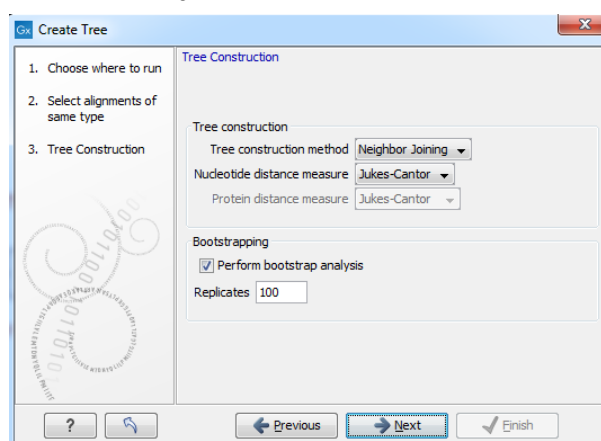 Gx Create Tree
1. Choose where to run
2. Select alignments of
same type
3. Tree Construction
Tree Construction
Tree construction
Tree construction method Neighbor Joining
Nucleotide distance measure Jukes-Cantor
Protein distance measure Jukes-Cantor
Bootstrapping
Perform bootstrap analysis
Replicates 100
?
Previous
Next
Finish